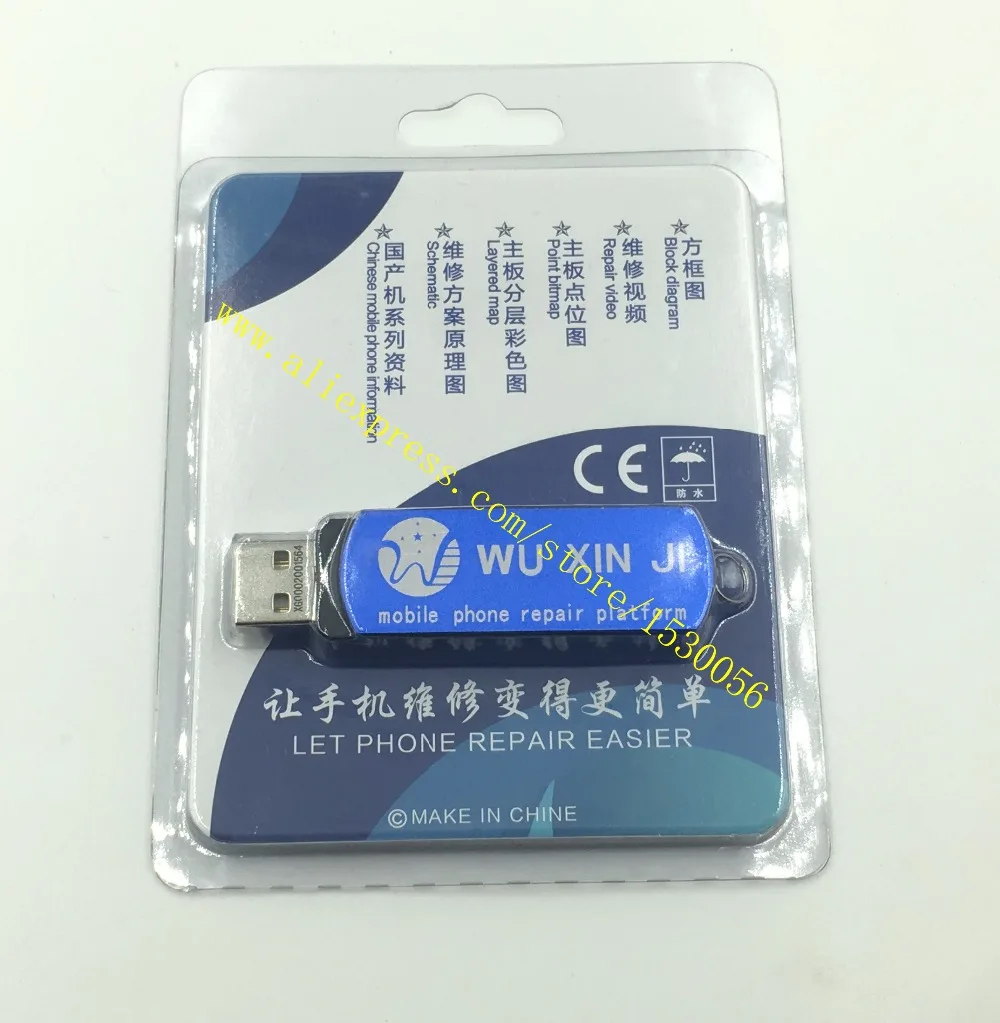 ★方框图
Block diagram
★维修视频
Repair video
★主板点位图
Point bitmap
★主板分层彩色图
Layered map
★维修方案原理图
Schematic
★国产机系列资料
Chinese mobile phone information
CE
防水
WU XIN JI
mobile phone repair platform
X60002001564
让手机维修变得更简单
LET PHONE REPAIR EASIER
©MAKE IN CHINE
www.aliexpress.com/store/1530056